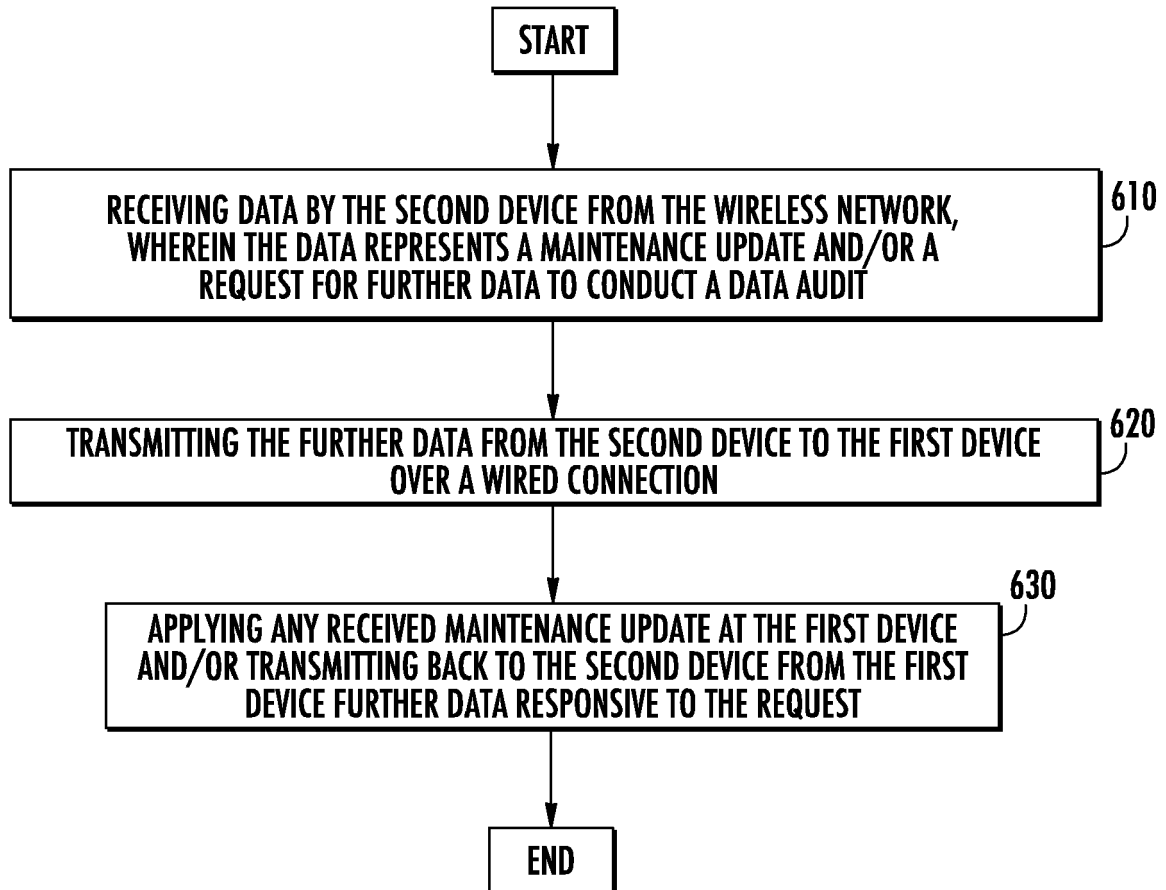 START
RECEIVING DATA BY THE SECOND DEVICE FROM THE WIRELESS NETWORK,
WHEREIN THE DATA REPRESENTS A MAINTENANCE UPDATE AND/OR A
REQUEST FOR FURTHER DATA TO CONDUCT A DATA AUDIT
610
TRANSMITTING THE FURTHER DATA FROM THE SECOND DEVICE TO THE FIRST DEVICE
OVER A WIRED CONNECTION
620
APPLYING ANY RECEIVED MAINTENANCE UPDATE AT THE FIRST DEVICE
AND/OR TRANSMITTING BACK TO THE SECOND DEVICE FROM THE FIRST
DEVICE FURTHER DATA RESPONSIVE TO THE REQUEST
630
END